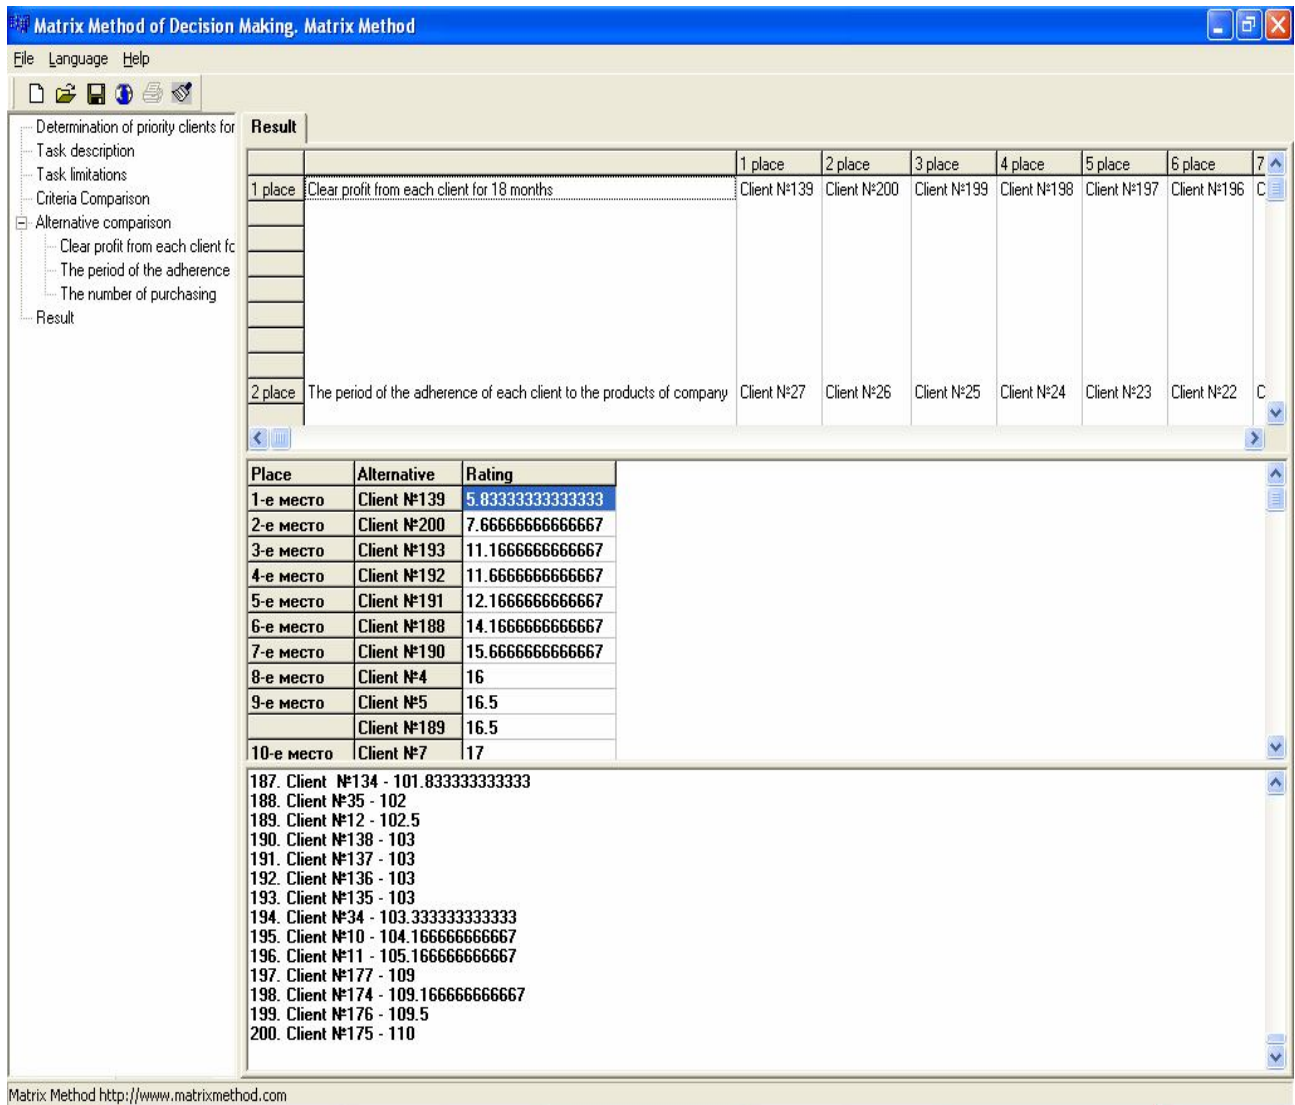 Matrix Method of Decision Making. Matrix Method
File Language Help
Determination of priority clients for
Task description
Task limitations
Criteria Comparison
Alternative comparison
Clear profit from each client fo
The period of the adherence
The number of purchasing
Result
Result
1 place 2 place 3 place 4 place 5 place 6 place 7
1 place Clear profit from each client for 18 months Client №139 Client №200 Client №199 Client №198 Client №197 Client №196 C
2 place The period of the adherence of each client to the products of company Client №27 Client №26 Client №25 Client №24 Client №23 Client №22 C
Place Alternative Rating
1-е место Client №139 5.83333333333333
2-е место Client №200 7.66666666666667
3-е место Client №193 11.1666666666667
4-е место Client №192 11.6666666666667
5-е место Client №191 12.1666666666667
6-е место Client №188 14.1666666666667
7-е место Client №190 15.6666666666667
8-е место Client №4 16
9-е место Client №5 16.5
Client №189 16.5
10-е место Client №7 17
187. Client №134 - 101.833333333333
188. Client №35 - 102
189. Client №12 - 102.5
190. Client №138 - 103
191. Client №137 - 103
192. Client №136 - 103
193. Client №135 - 103
194. Client №34 - 103.333333333333
195. Client №10 - 104.166666666667
196. Client №11 - 105.166666666667
197. Client №177 - 109
198. Client №174 - 109.166666666667
199. Client №176 - 109.5
200. Client №175 - 110
Matrix Method http://www.matrixmethod.com